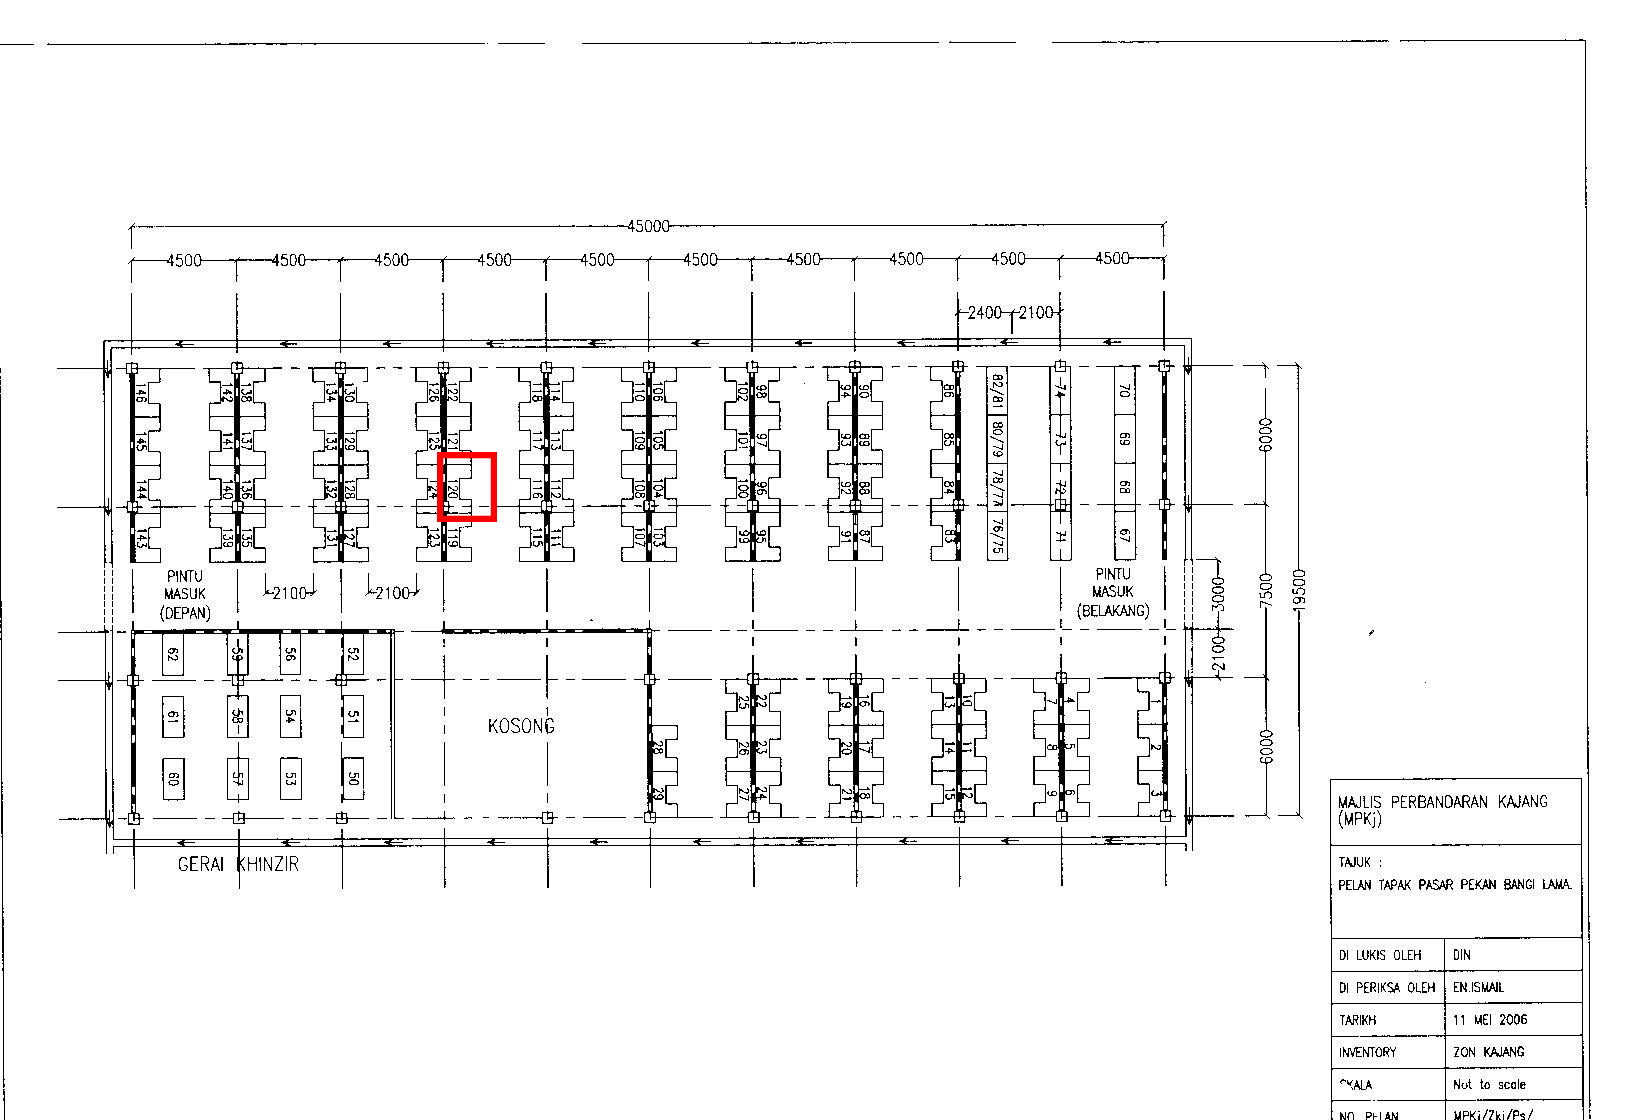 45000
4500 4500 4500 4500 4500 4500 4500 4500 4500 4500
2400 2100
146 142 138 134 130 126 122 118 114 110 106 102 98 94 90 86 82/81 74 70
145 141 137 133 129 125 121 117 113 109 105 101 97 93 89 85 80/79 73 69
144 140 136 132 128 124 120 116 112 108 104 100 96 92 88 84 78/77 72 68
143 139 135 131 127 123 119 115 111 107 103 99 95 91 87 83 76/75 71 67
6000
7500
19500
3000
2100
6000
PINTU
MASUK
(DEPAN)
2100 2100
PINTU
MASUK
(BELAKANG)
62 59 56 52
61 58 54 51
60 57 53 50
KOSONG
25 22 19 16 13 10 7 4 1
28 26 23 20 17 14 11 8 5 2
29 27 24 21 18 15 12 9 6 3
GERAI KHINZIR
MAJLIS PERBANDARAN KAJANG
(MPKj)
TAJUK :
PELAN TAPAK PASAR PEKAN BANGI LAMA.
DI LUKIS OLEH DIN
DI PERIKSA OLEH EN.ISMAIL
TARIKH 11 MEI 2006
INVENTORY ZON KAJANG
SKALA Not to scale
NO. PELAN MPKj/Zkj/Ps/